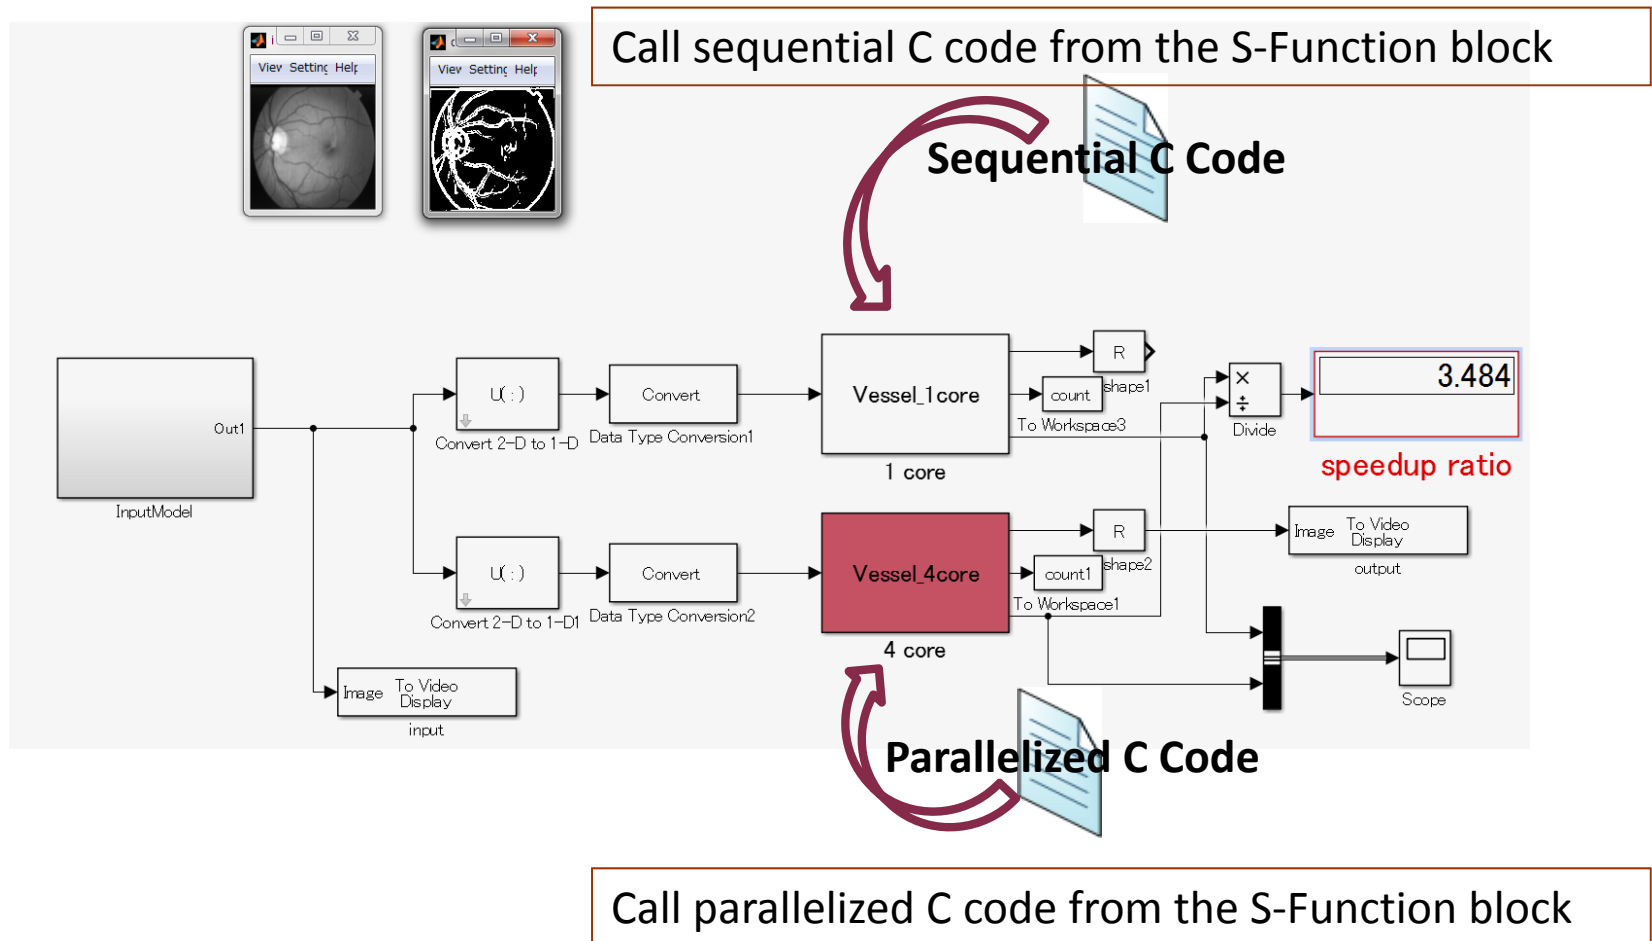 Call sequential C code from the S-Function block
i
View Setting Help
View Setting Help
Sequential C Code
Out1
InputModel
U( : )
Convert 2-D to 1-D
Convert
Data Type Conversion1
Vessel_1core
1 core
R
shape1
count
To Workspace3
×
÷
Divide
3.484
speedup ratio
U( : )
Convert 2-D to 1-D1
Convert
Data Type Conversion2
Vessel_4core
4 core
R
shape2
count1
To Workspace1
Image To Video
Display
output
Image To Video
Display
input
Scope
Parallelized C Code
Call parallelized C code from the S-Function block